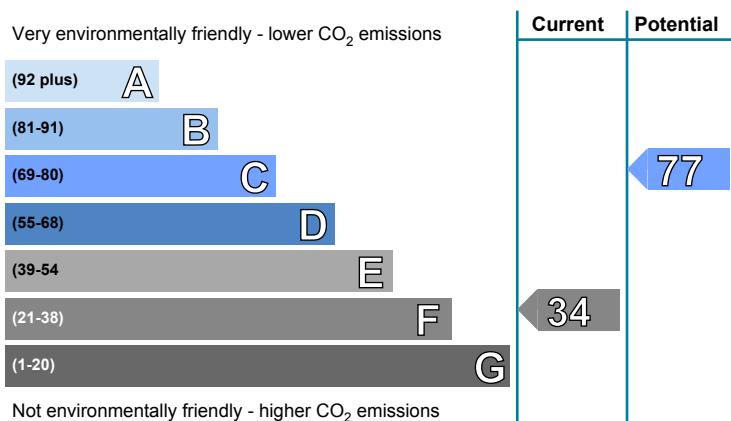 Very environmentally friendly - lower CO2 emissions
Current
Potential
(92 plus) A
(81-91) B
(69-80) C
77
(55-68) D
(39-54 E
(21-38) F
34
(1-20) G
Not environmentally friendly - higher CO2 emissions